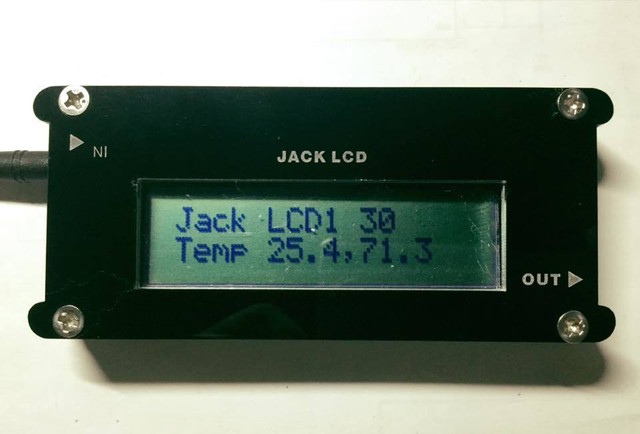 JACK LCD
NI
Jack LCD1 30
Temp 25.4,71.3
OUT